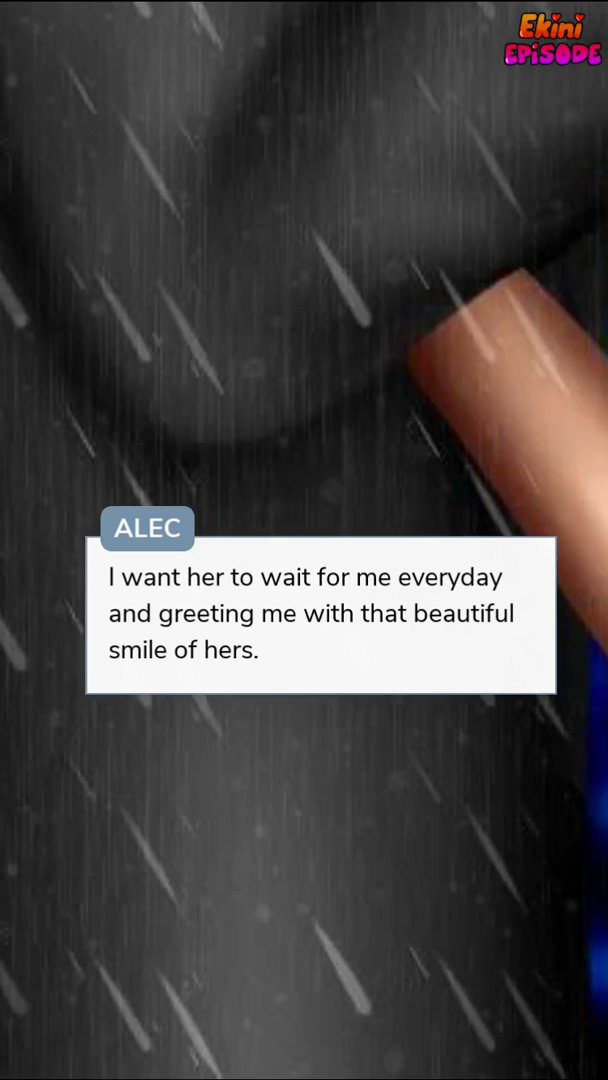 Ekini
EPISODE
ALEC
I want her to wait for me everyday
and greeting me with that beautiful
smile of hers.